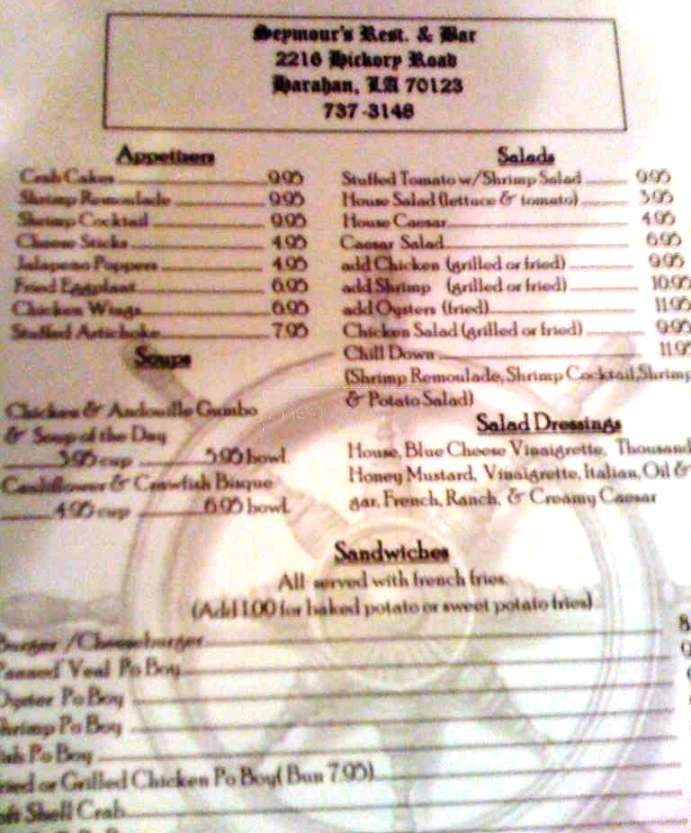 Seymour's Rest. & Bar
2216 Hickory Road
Harahan, LA 70123
737-3148
Appetisers
Crab Cakes 9.95
Shrimp Remoulade 9.95
Shrimp Cocktail 9.95
Cheese Sticks 4.95
Jalapeno Poppers 4.95
Fried Eggplant 6.95
Chicken Wings 6.95
Stuffed Artichoke 7.95
Soups
Chicken & Andouille Gumbo
& Soup of the Day
3.95 cup 5.95 bowl
Cauliflower & Crawfish Bisque
4.95 cup 6.95 bowl
Salads
Stuffed Tomato w/Shrimp Salad 9.95
House Salad (lettuce & tomato) 3.95
House Caesar 4.95
Caesar Salad 6.95
add Chicken (grilled or fried) 9.95
add Shrimp (grilled or fried) 10.95
add Oysters (fried) 11.95
Chicken Salad (grilled or fried) 9.95
Chill Down 11.95
(Shrimp Remoulade, Shrimp Cocktail, Shrimp
& Potato Salad)
Salad Dressings
House, Blue Cheese Vinaigrette, Thousand
Honey Mustard, Vinaigrette, Italian, Oil &
gar, French, Ranch, & Creamy Caesar
Sandwiches
All served with french fries
(Add 1.00 for baked potato or sweet potato fries)
Burger /Cheeseburger 8
Panned Veal Po Boy
Oyster Po Boy
Shrimp Po Boy
Fish Po Boy
ried or Grilled Chicken Po Boy( Bun 7.95)
oft Shell Crab